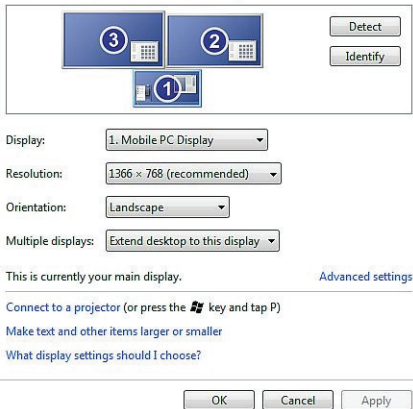 3
2
1
Detect
Identify
Display: 1. Mobile PC Display
Resolution: 1366 × 768 (recommended)
Orientation: Landscape
Multiple displays: Extend desktop to this display
This is currently your main display. Advanced settings
Connect to a projector (or press the key and tap P)
Make text and other items larger or smaller
What display settings should I choose?
OK Cancel Apply